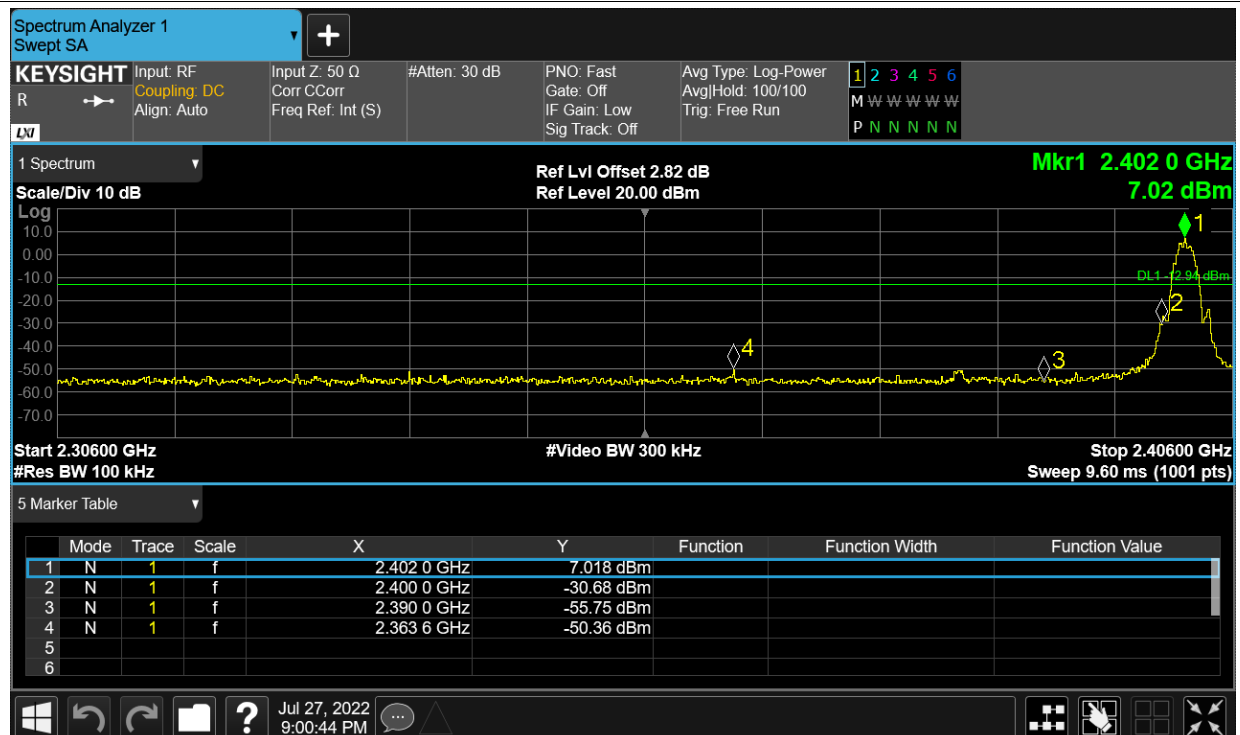 Spectrum Analyzer 1
Swept SA
+
KEYSIGHT Input: RF Input Z: 50 Ω #Atten: 30 dB PNO: Fast Avg Type: Log-Power 1 2 3 4 5 6
R Coupling: DC Corr CCorr Gate: Off Avg|Hold: 100/100 M W W W W W W
Align: Auto Freq Ref: Int (S) IF Gain: Low Trig: Free Run
LXI Sig Track: Off P N N N N N N
1 Spectrum Ref Lvl Offset 2.82 dB Mkr1 2.402 0 GHz
Scale/Div 10 dB Ref Level 20.00 dBm 7.02 dBm
Log
10.0 1
0.00
-10.0 DL1 -12.94 dBm
-20.0 2
-30.0
-40.0 4
-50.0 3
-60.0
-70.0
Start 2.30600 GHz #Video BW 300 kHz Stop 2.40600 GHz
#Res BW 100 kHz Sweep 9.60 ms (1001 pts)
5 Marker Table
Mode Trace Scale X Y Function Function Width Function Value
1 N 1 f 2.402 0 GHz 7.018 dBm
2 N 1 f 2.400 0 GHz -30.68 dBm
3 N 1 f 2.390 0 GHz -55.75 dBm
4 N 1 f 2.363 6 GHz -50.36 dBm
5
6
? Jul 27, 2022
9:00:44 PM